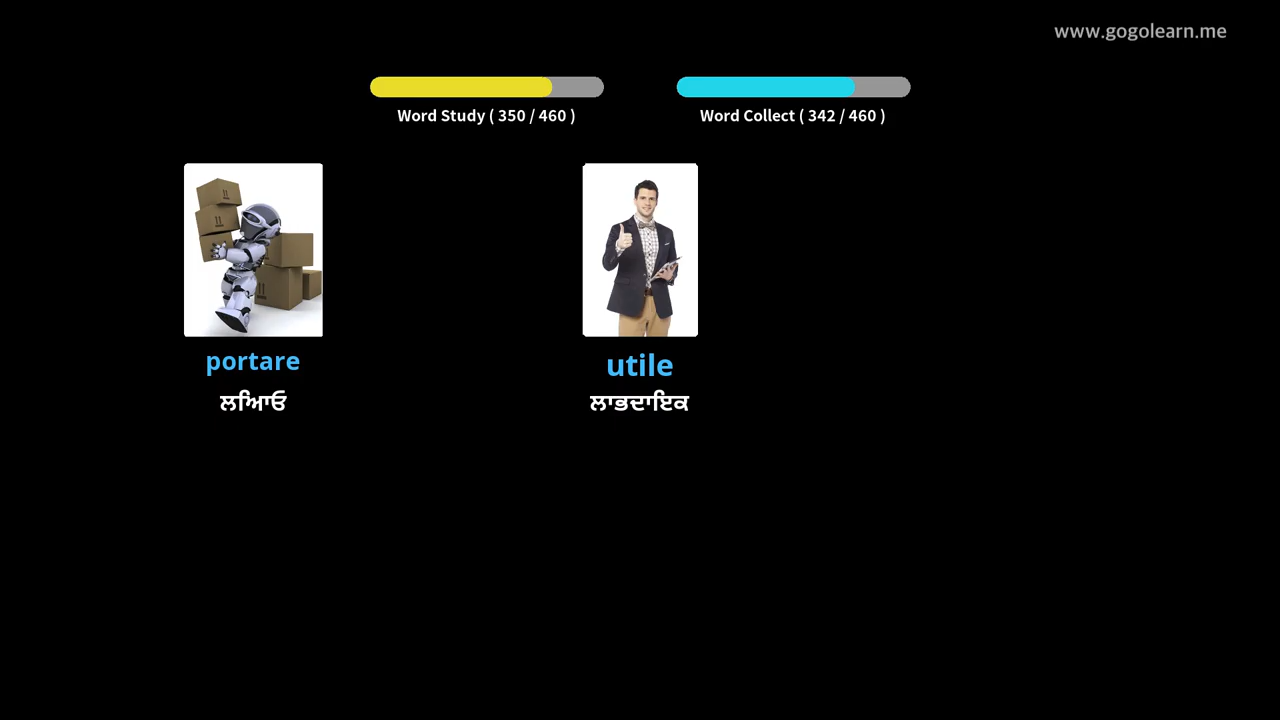 www.gogolearn.me
Word Study ( 350 / 460 )
Word Collect ( 342 / 460 )
portare
utile
ਲਿਆਓ
ਲਾਭਦਾਇਕ